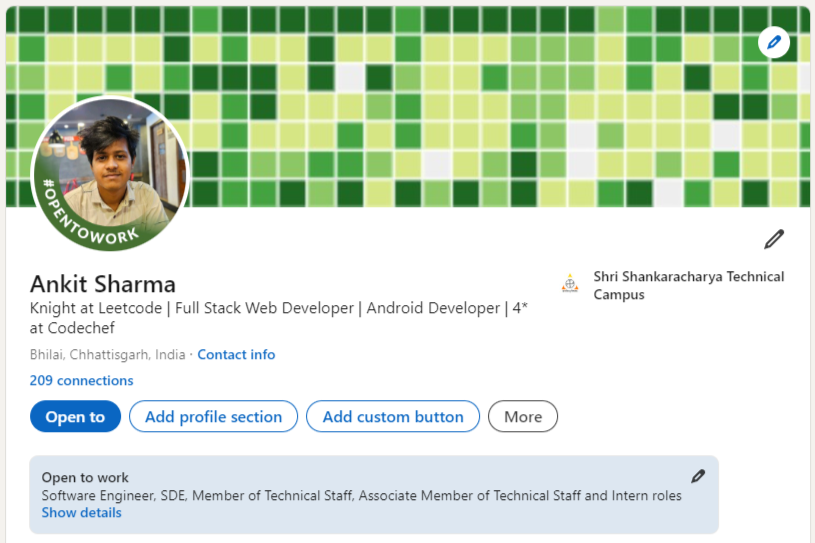 #OPENTOWORK
Ankit Sharma
Knight at Leetcode | Full Stack Web Developer | Android Developer | 4*
at Codechef
Shri Shankaracharya Technical
Campus
Bhilai, Chhattisgarh, India · Contact info
209 connections
Open to
Add profile section
Add custom button
More
Open to work
Software Engineer, SDE, Member of Technical Staff, Associate Member of Technical Staff and Intern roles
Show details